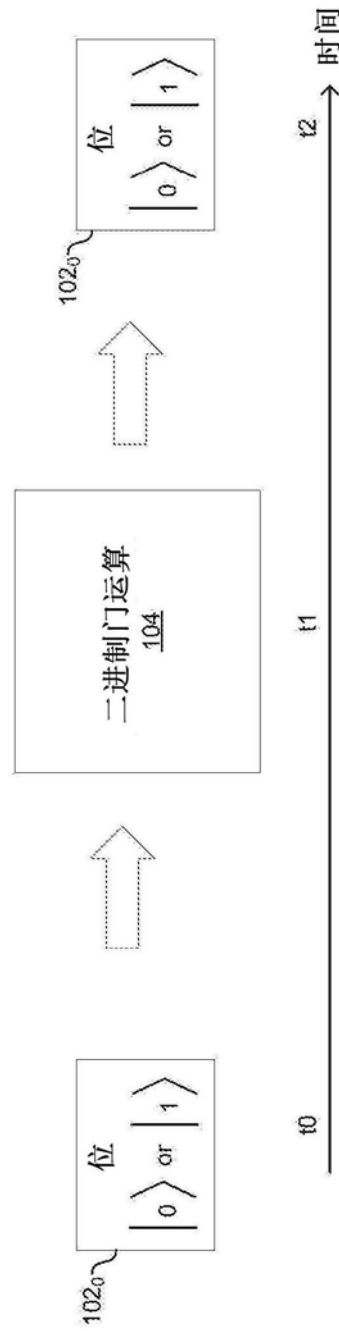 102₀
位
|0⟩ or |1⟩
二进制门运算
104
102₀
位
|0⟩ or |1⟩
t0
t1
t2
时间